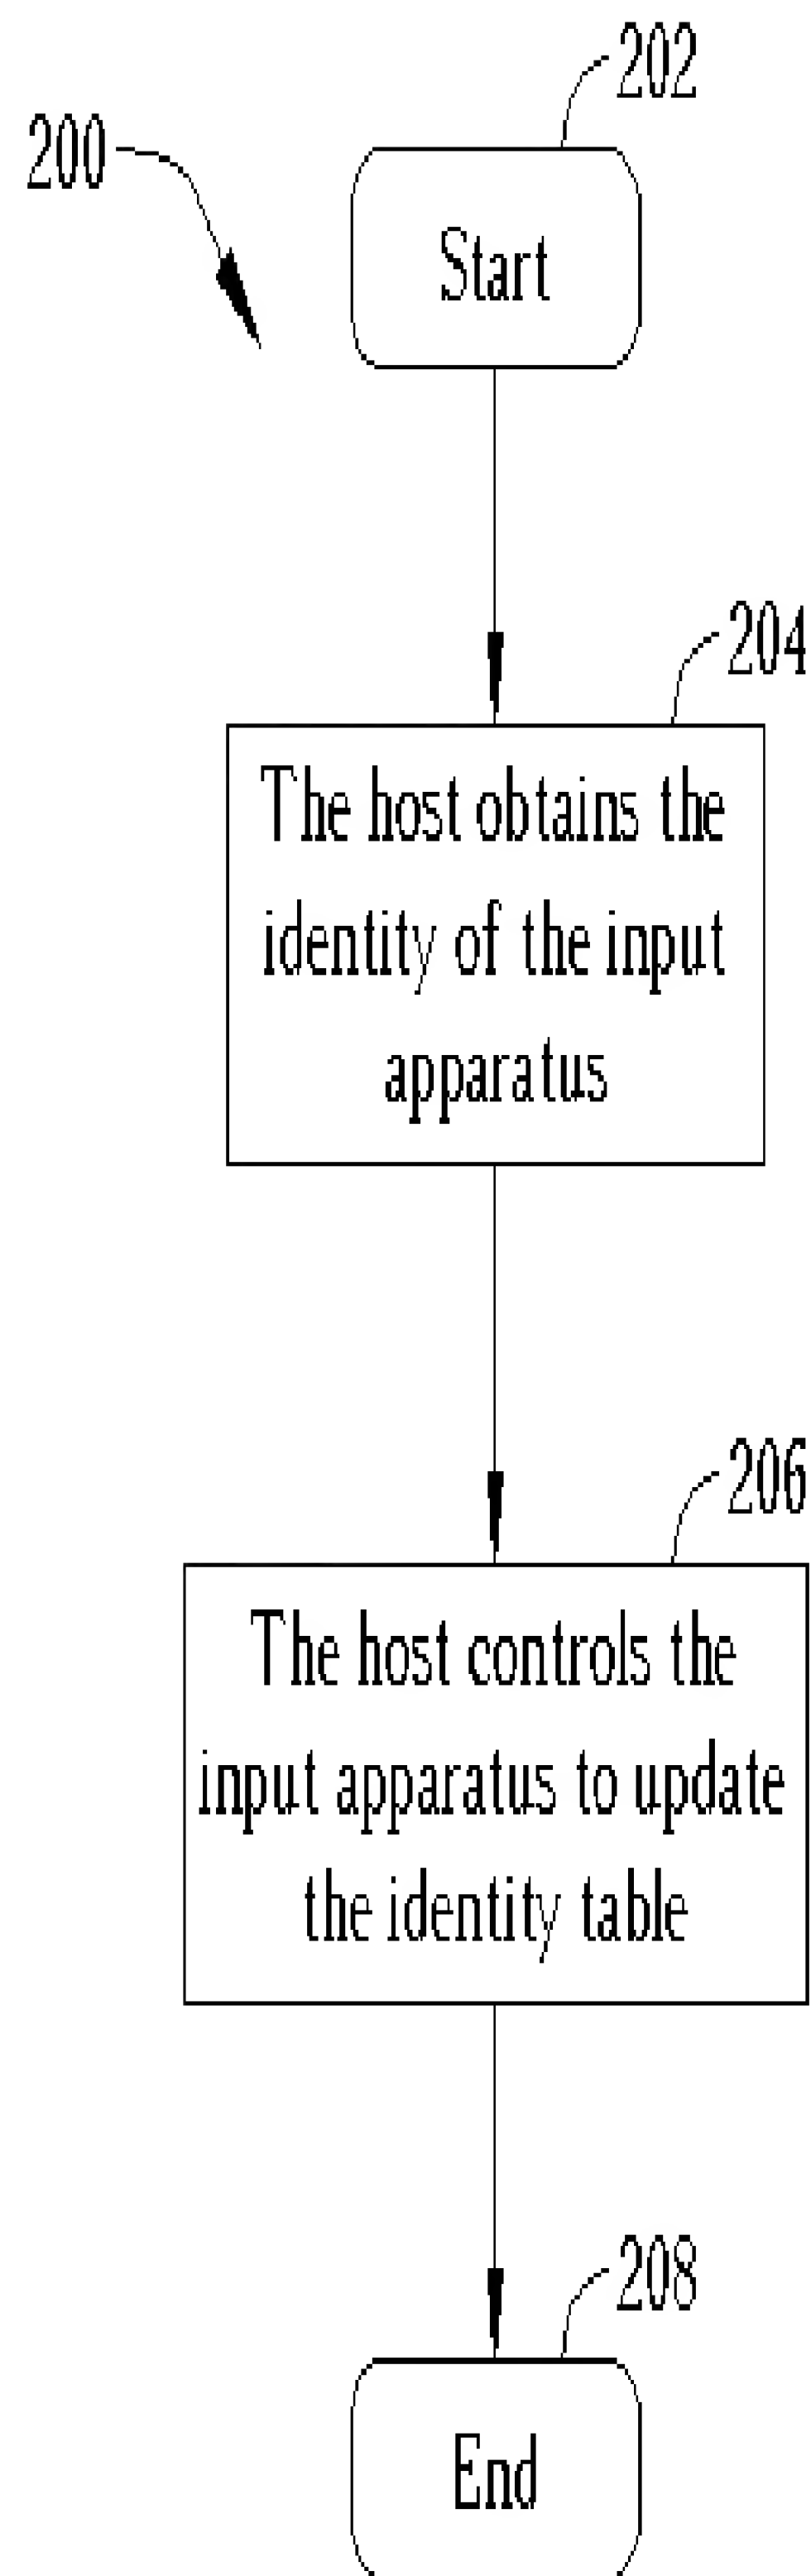 202
200
Start
204
The host obtains the
identity of the input
apparatus
206
The host controls the
input apparatus to update
the identity table
208
End